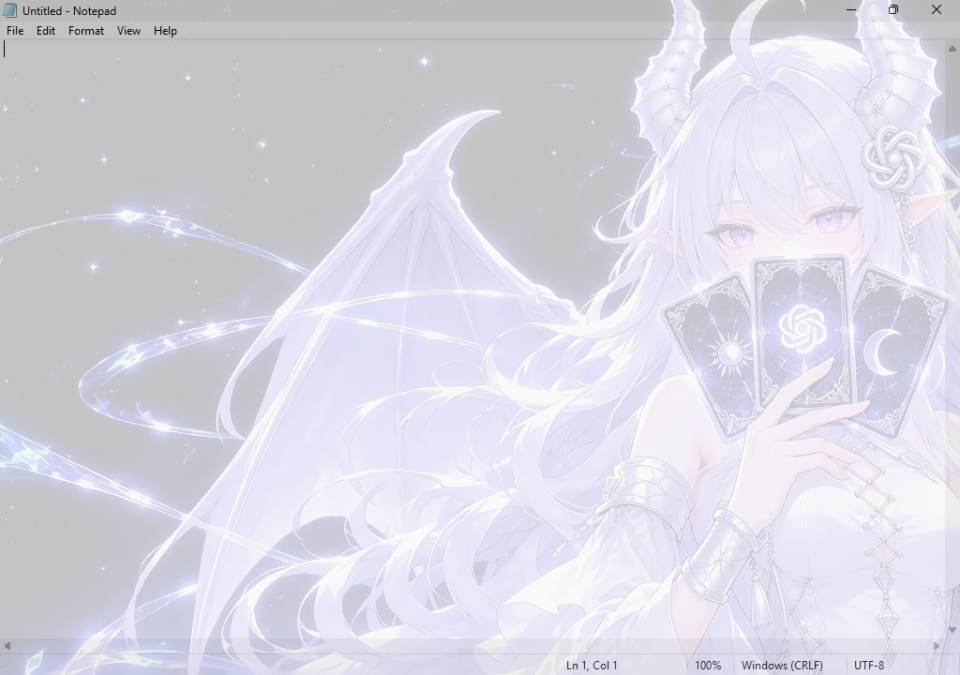 Untitled - Notepad
File Edit Format View Help
Ln 1, Col 1 100% Windows (CRLF) UTF-8